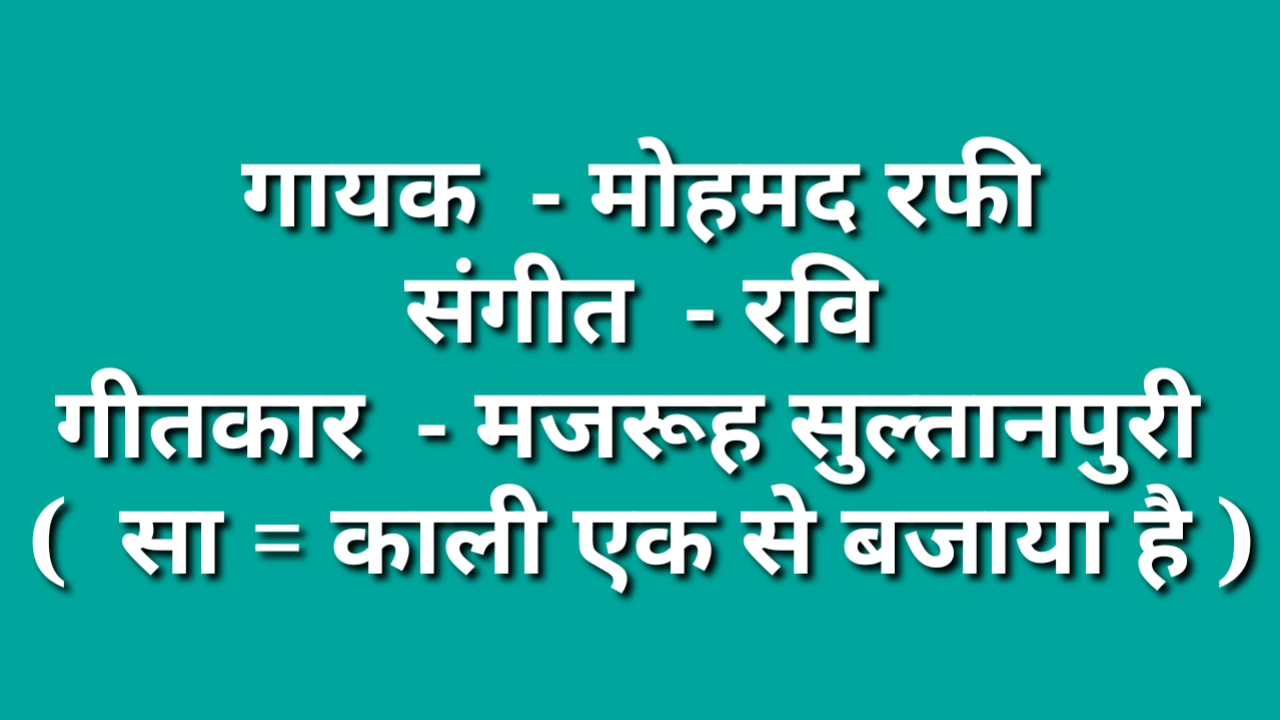 गायक - मोहमद रफी
संगीत - रवि
गीतकार - मजरूह सुल्तानपुरी
( सा = काली एक से बजाया है )